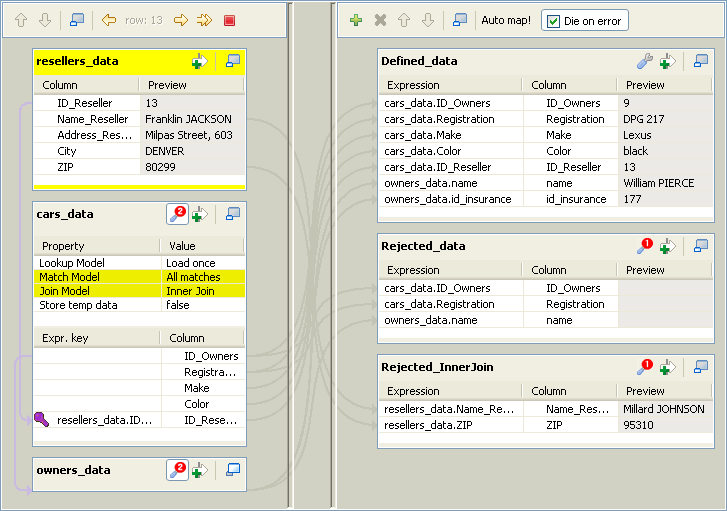 row: 13
Auto map! Die on error
resellers_data
Column Preview
ID_Reseller 13
Name_Reseller Franklin JACKSON
Address_Res... Milpas Street, 603
City DENVER
ZIP 80299
cars_data 2
Property Value
Lookup Model Load once
Match Model All matches
Join Model Inner Join
Store temp data false
Expr. key Column
ID_Owners
Registra...
Make
Color
resellers_data.ID... ID_Rese...
owners_data 2
Defined_data
Expression Column Preview
cars_data.ID_Owners ID_Owners 9
cars_data.Registration Registration DPG 217
cars_data.Make Make Lexus
cars_data.Color Color black
cars_data.ID_Reseller ID_Reseller 13
owners_data.name name William PIERCE
owners_data.id_insurance id_insurance 177
Rejected_data 1
Expression Column Preview
cars_data.ID_Owners ID_Owners
cars_data.Registration Registration
owners_data.name name
Rejected_InnerJoin 1
Expression Column Preview
resellers_data.Name_Re... Name_Res... Millard JOHNSON
resellers_data.ZIP ZIP 95310